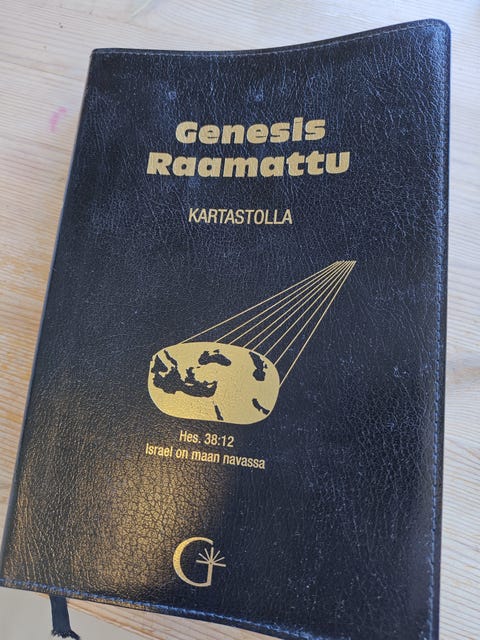 Genesis
Raamattu
KARTASTOLLA
Hes. 38:12
Israel on maan navassa
G